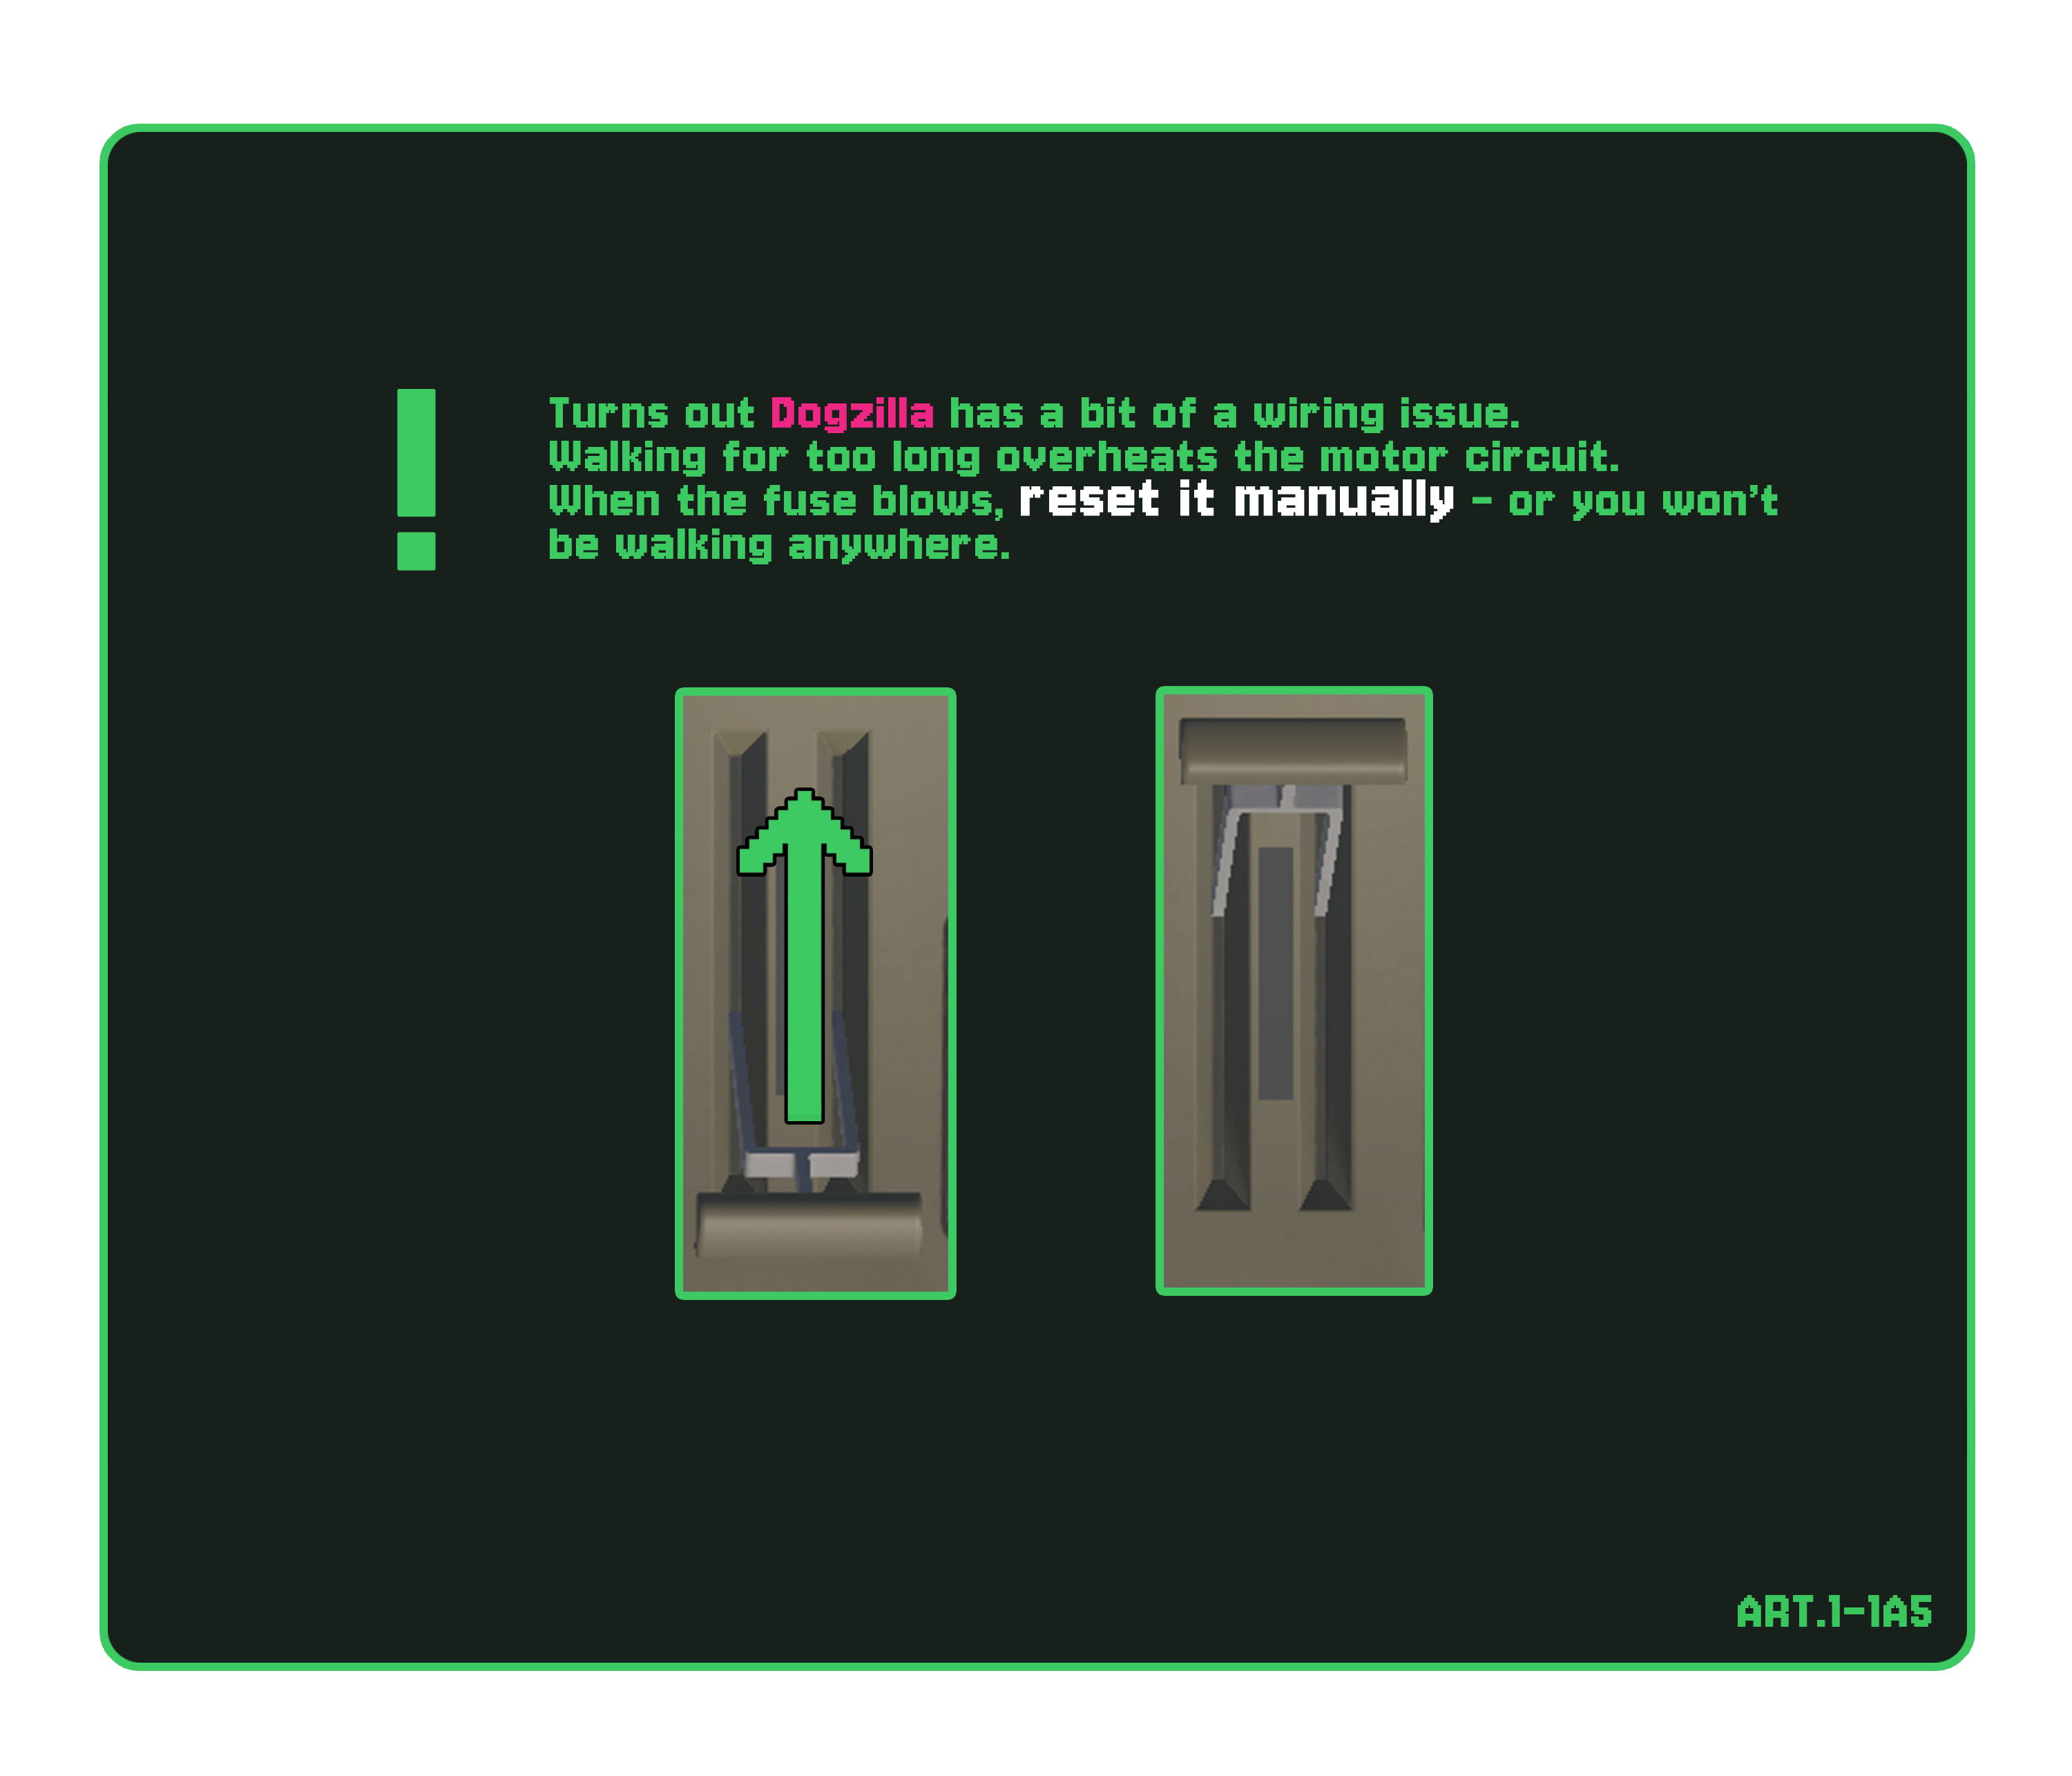 Turns out Dogzilla has a bit of a wiring issue.
Walking for too long overheats the motor circuit.
When the fuse blows, reset it manually - or you won't
be walking anywhere.
ART.1-1A5